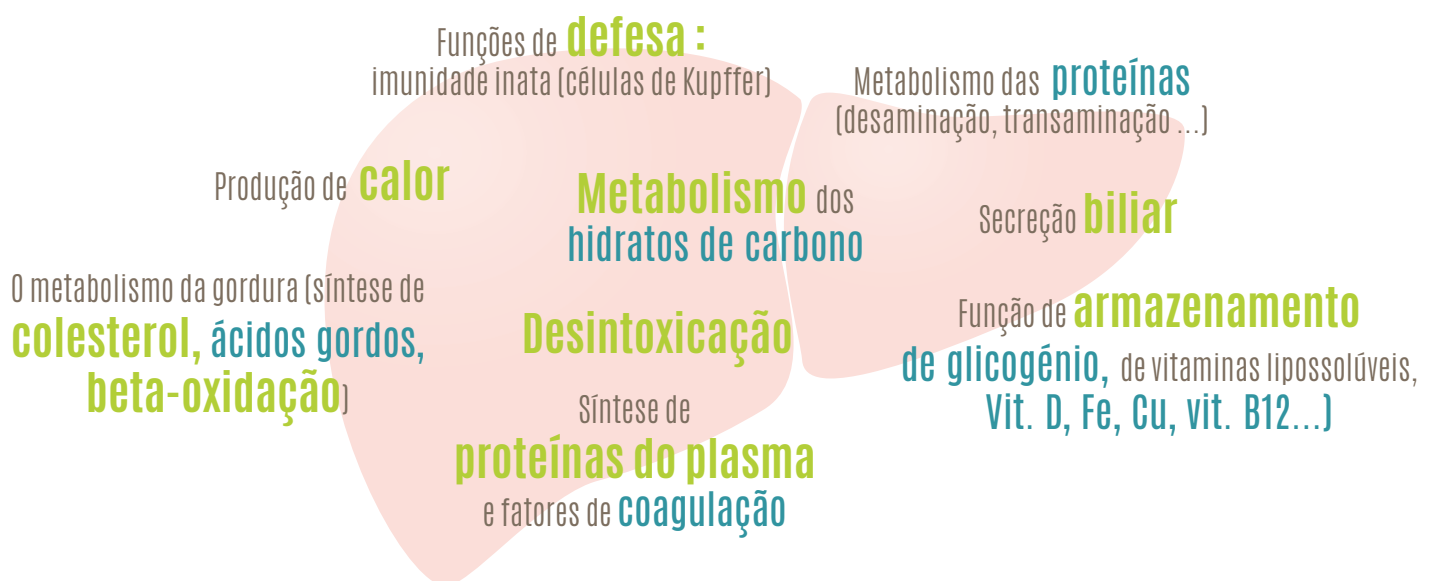 Funções de defesa :
imunidade inata (células de Kupffer)
Metabolismo das proteínas
(desaminação, transaminação ...)
Produção de calor
Metabolismo dos
hidratos de carbono
Secreção biliar
O metabolismo da gordura (síntese de
colesterol, ácidos gordos,
beta-oxidação)
Desintoxicação
Função de armazenamento
de glicogénio, de vitaminas lipossolúveis,
Vit. D, Fe, Cu, vit. B12...)
Síntese de
proteínas do plasma
e fatores de coagulação